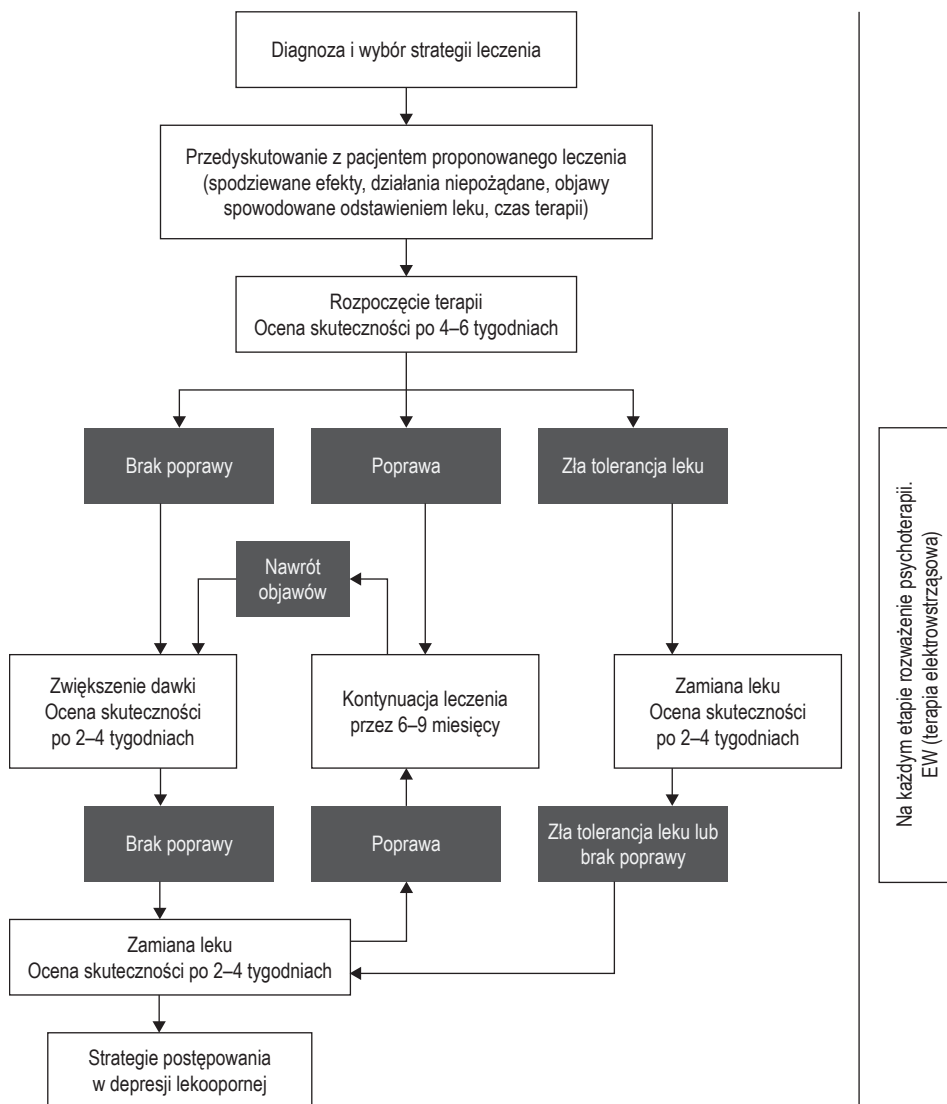 Diagnoza i wybór strategii leczenia
Przedyskutowanie z pacjentem proponowanego leczenia
(spodziewane efekty, działania niepożądane, objawy
spowodowane odstawieniem leku, czas terapii)
Rozpoczęcie terapii
Ocena skuteczności po 4–6 tygodniach
Brak poprawy
Poprawa
Zła tolerancja leku
Nawrót
objawów
Zwiększenie dawki
Ocena skuteczności
po 2–4 tygodniach
Kontynuacja leczenia
przez 6–9 miesięcy
Zamiana leku
Ocena skuteczności
po 2–4 tygodniach
Brak poprawy
Poprawa
Zła tolerancja leku lub
brak poprawy
Zamiana leku
Ocena skuteczności po 2–4 tygodniach
Strategie postępowania
w depresji lekoopornej
Na każdym etapie rozważenie psychoterapii.
EW (terapia elektrowstrząsowa)